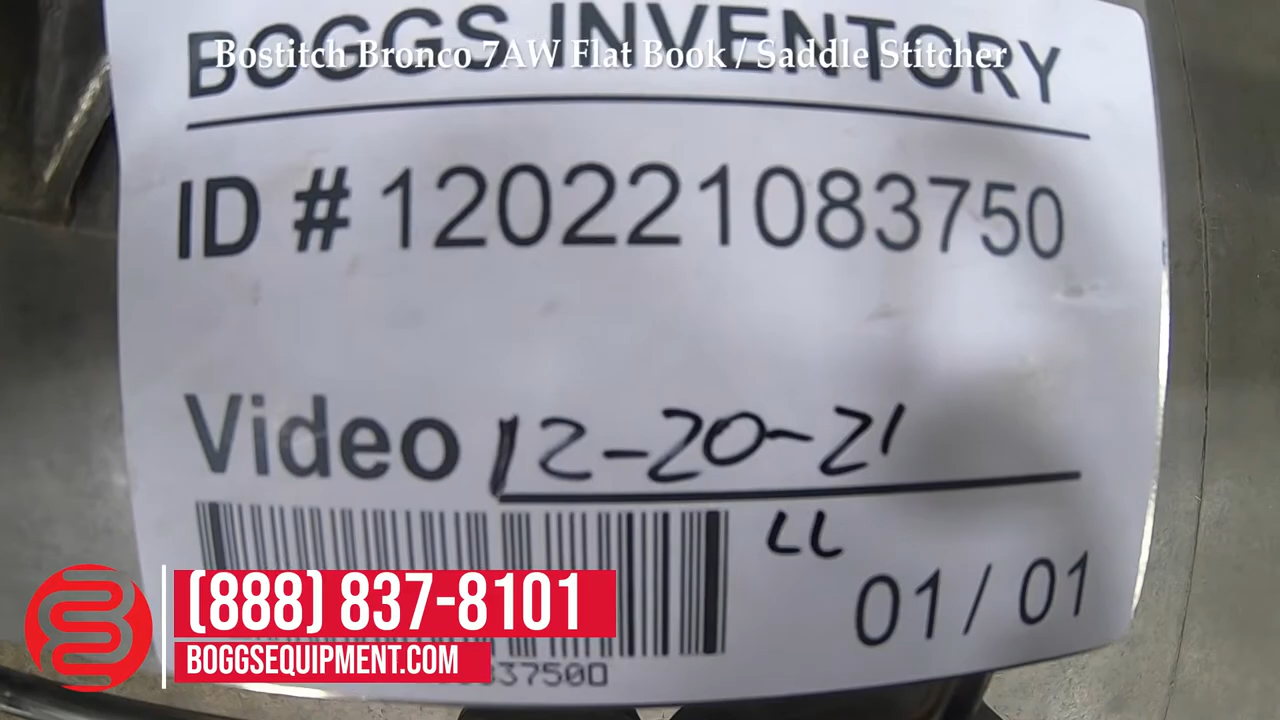 BOGGS INVENTORY
Bostitch Bronco 7AW Flat Book / Saddle Stitcher
ID # 120221083750
Video 12-20-21
LL
01 / 01
(888) 837-8101
BOGGSEQUIPMENT.COM